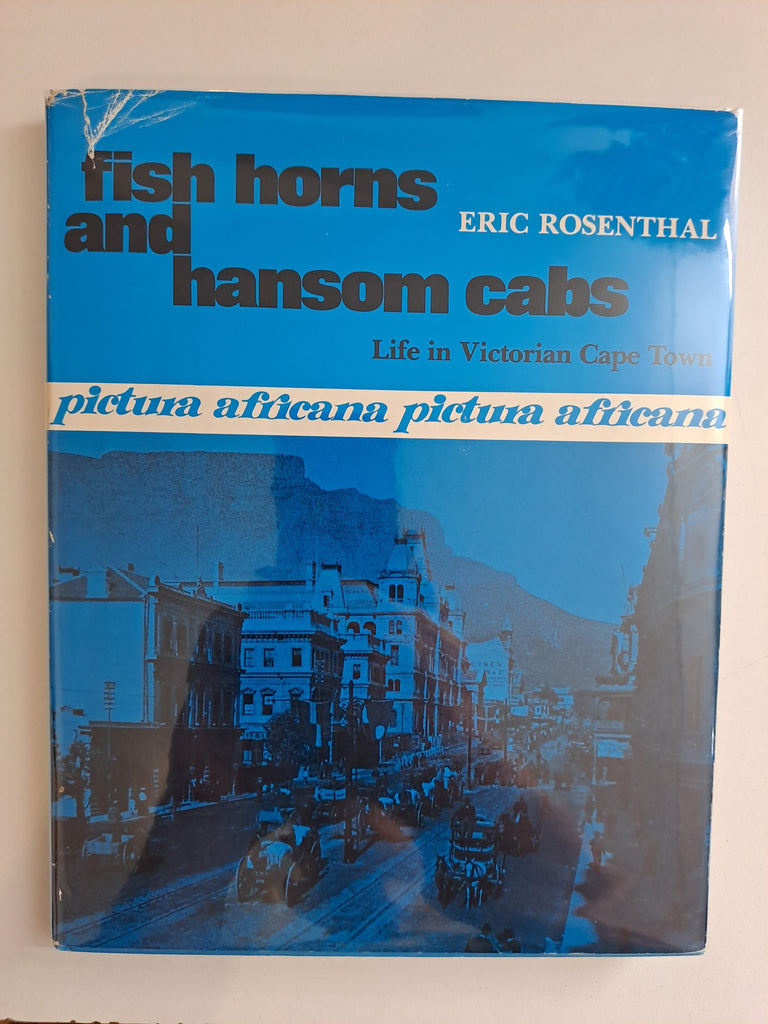 fish horns
and
ERIC ROSENTHAL
hansom cabs
Life in Victorian Cape Town
pictura africana pictura africana